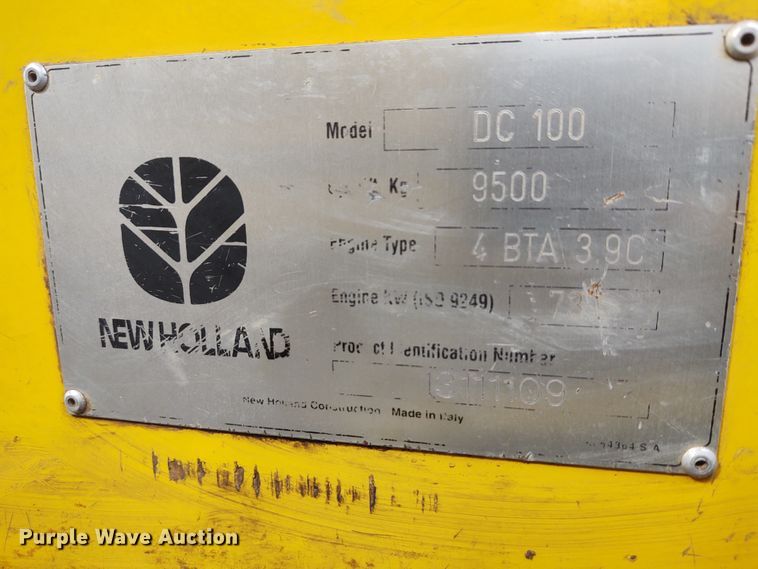 Model DC 100
Kg 9500
Engine Type 4 BTA 3.9C
Engine KW (ISO 9249)
Product Identification Number
NEW HOLLAND
New Holland Construction Made in Italy
Purple Wave Auction